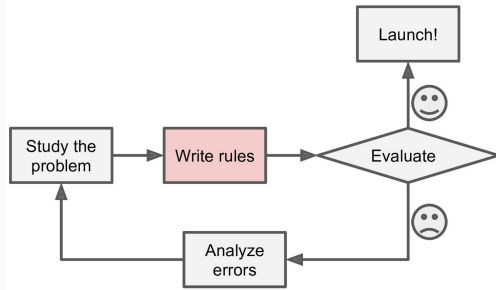 Launch!
Study the
problem
Write rules
Evaluate
Analyze
errors